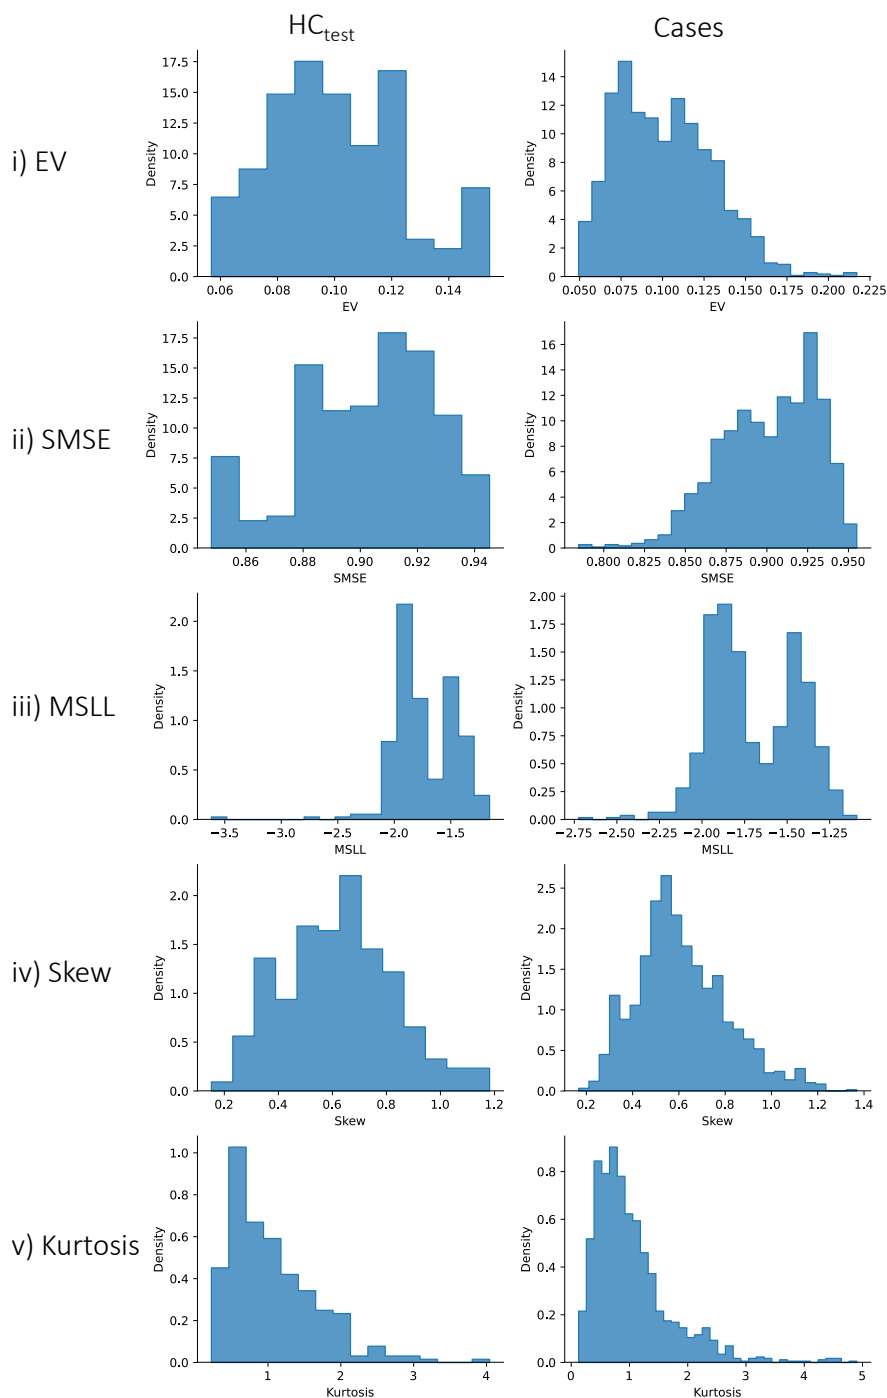 HCtest Cases
i) EV
Density
17.5
15.0
12.5
10.0
7.5
5.0
2.5
0.0
0.06 0.08 0.10 0.12 0.14
EV
Density
14
12
10
8
6
4
2
0
0.050 0.075 0.100 0.125 0.150 0.175 0.200 0.225
EV
ii) SMSE
Density
17.5
15.0
12.5
10.0
7.5
5.0
2.5
0.0
0.86 0.88 0.90 0.92 0.94
SMSE
Density
16
14
12
10
8
6
4
2
0
0.800 0.825 0.850 0.875 0.900 0.925 0.950
SMSE
iii) MSLL
Density
2.0
1.5
1.0
0.5
0.0
−3.5 −3.0 −2.5 −2.0 −1.5
MSLL
Density
2.00
1.75
1.50
1.25
1.00
0.75
0.50
0.25
0.00
−2.75 −2.50 −2.25 −2.00 −1.75 −1.50 −1.25
MSLL
iv) Skew
Density
2.0
1.5
1.0
0.5
0.0
0.2 0.4 0.6 0.8 1.0 1.2
Skew
Density
2.5
2.0
1.5
1.0
0.5
0.0
0.2 0.4 0.6 0.8 1.0 1.2 1.4
Skew
v) Kurtosis
Density
1.0
0.8
0.6
0.4
0.2
0.0
1 2 3 4
Kurtosis
Density
0.8
0.6
0.4
0.2
0.0
0 1 2 3 4 5
Kurtosis